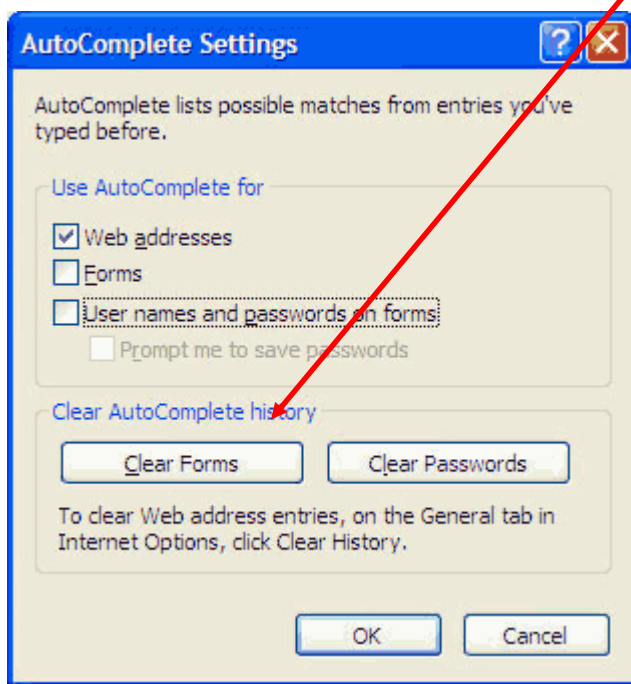 AutoComplete Settings
AutoComplete lists possible matches from entries you've
typed before.
Use AutoComplete for
Web addresses
Forms
User names and passwords on forms
Prompt me to save passwords
Clear AutoComplete history
Clear Forms
Clear Passwords
To clear Web address entries, on the General tab in
Internet Options, click Clear History.
OK
Cancel